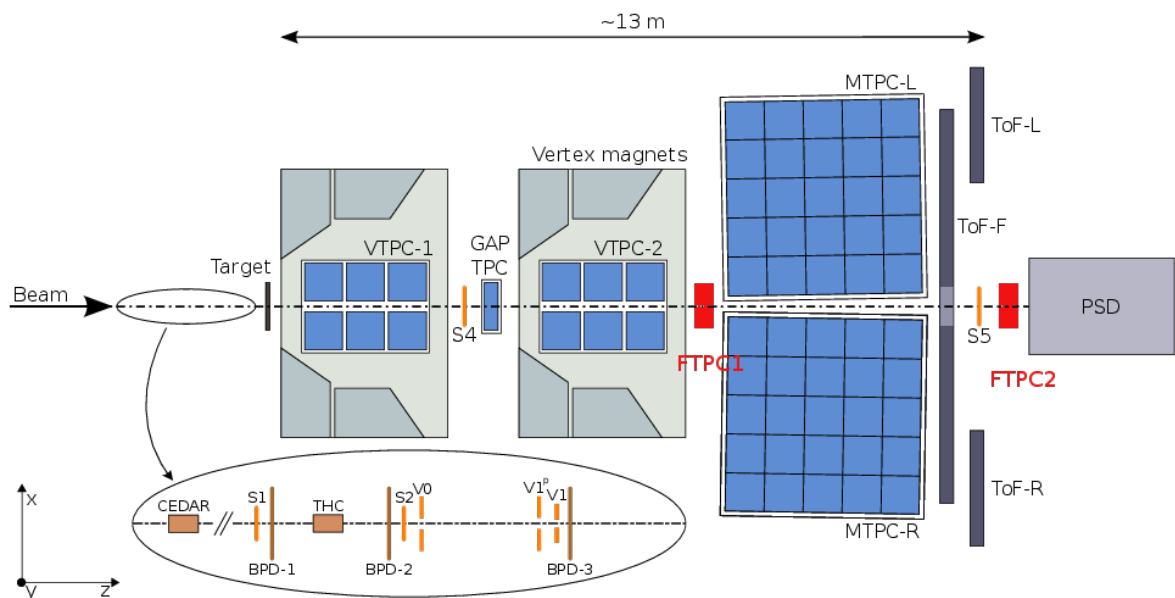 ~13 m
MTPC-L
ToF-L
Vertex magnets
ToF-F
VTPC-1
GAP
TPC
VTPC-2
Target
Beam
S4
S5
PSD
FTPC1
FTPC2
ToF-R
MTPC-R
x
y
z
CEDAR
S1
THC
S2
V0
V1p
V1
BPD-1
BPD-2
BPD-3